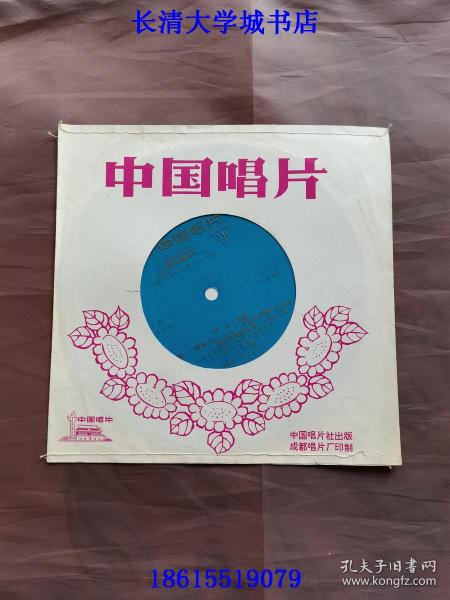 长清大学城书店
中国唱片
中国唱片
中国唱片
中国唱片社出版
成都唱片厂印制
18615519079
孔夫子旧书网
www.kongfz.com